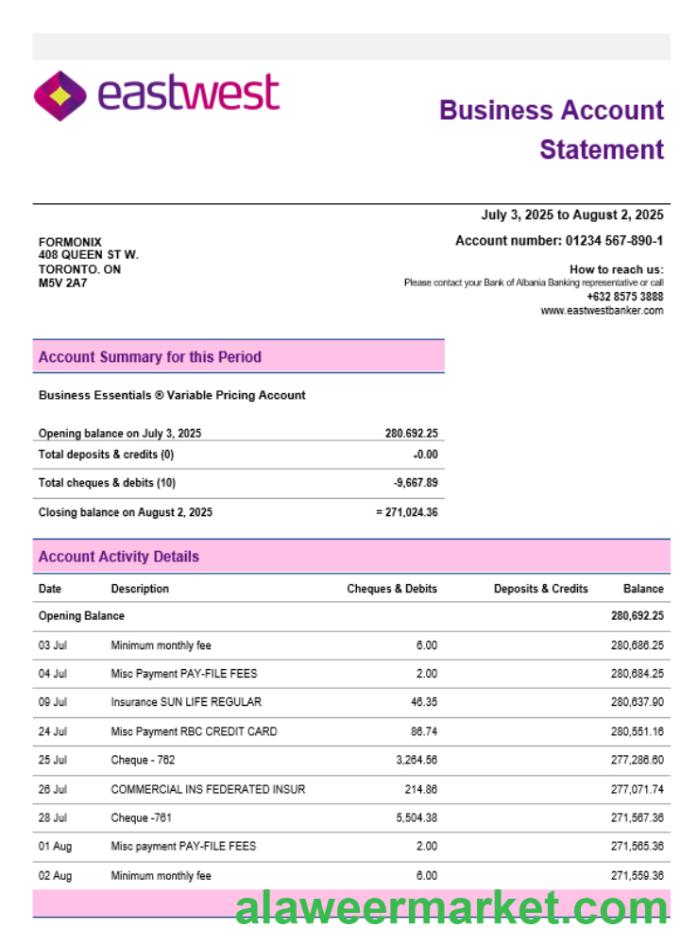 eastwest
Business Account
Statement
July 3, 2025 to August 2, 2025
Account number: 01234 567-890-1
FORMONIX
408 QUEEN ST W.
TORONTO. ON
M5V 2A7
How to reach us:
Please contact your Bank of Albania Banking representative or call
+632 8575 3888
www.eastwestbanker.com
Account Summary for this Period
Business Essentials ® Variable Pricing Account
Opening balance on July 3, 2025 280.692.25
Total deposits & credits (0) -0.00
Total cheques & debits (10) -9,667.89
Closing balance on August 2, 2025 = 271,024.36
Account Activity Details
Date Description Cheques & Debits Deposits & Credits Balance
Opening Balance 280,692.25
03 Jul Minimum monthly fee 6.00 280,686.25
04 Jul Misc Payment PAY-FILE FEES 2.00 280,684.25
09 Jul Insurance SUN LIFE REGULAR 46.35 280,637.90
24 Jul Misc Payment RBC CREDIT CARD 86.74 280,551.16
25 Jul Cheque - 762 3,264.56 277,286.60
26 Jul COMMERCIAL INS FEDERATED INSUR 214.86 277,071.74
28 Jul Cheque -761 5,504.38 271,567.36
01 Aug Misc payment PAY-FILE FEES 2.00 271,565.36
02 Aug Minimum monthly fee 6.00 271,559.36
alaweermarket.com